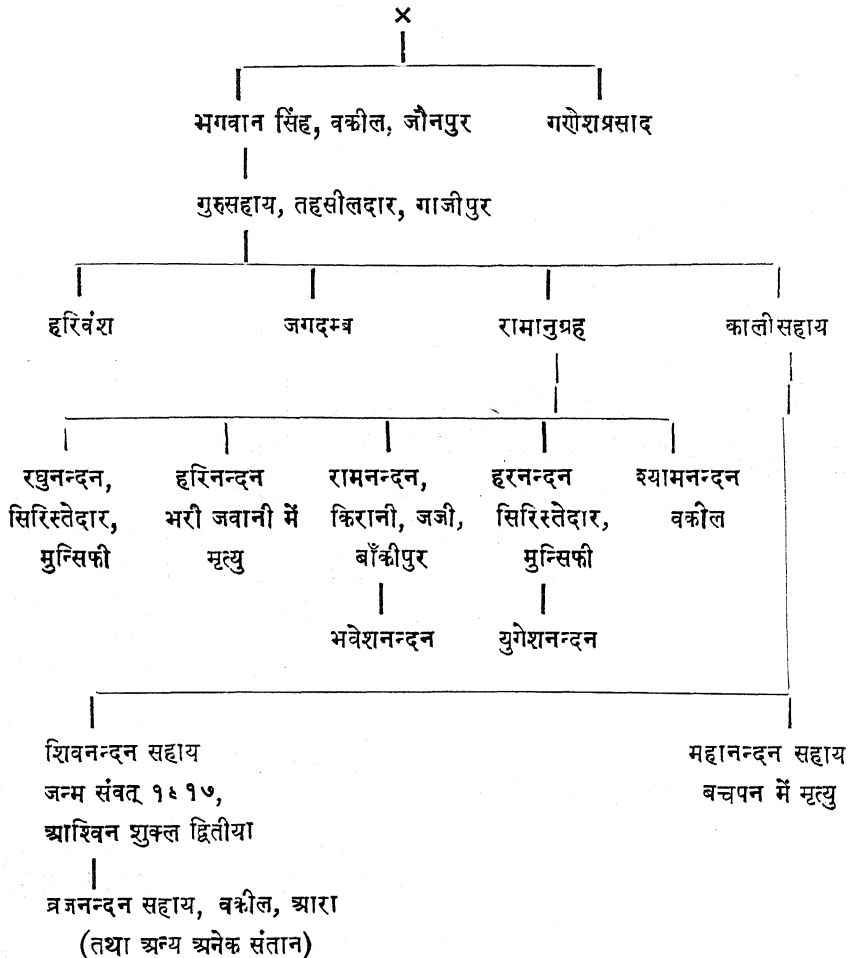 ×
भगवान सिंह, वकील, जौनपुर गणेशप्रसाद
गुरुसहाय, तहसीलदार, गाजीपुर
हरिवंश जगदम्ब रामानुग्रह कालीसहाय
रघुनन्दन, हरिनन्दन रामनन्दन, हरनन्दन श्यामनन्दन
सिरिस्तेदार, भरी जवानी में किरानी, जजी, सिरिस्तेदार, वकील
मुन्सिफी मृत्यु बाँकीपुर मुन्सिफी
भवेशनन्दन युगेशनन्दन
शिवनन्दन सहाय महानन्दन सहाय
जन्म संवत् १९१७, बचपन में मृत्यु
आश्विन शुक्ल द्वितीया
व्रजनन्दन सहाय, वकील, आरा
(तथा अन्य अनेक संतान)